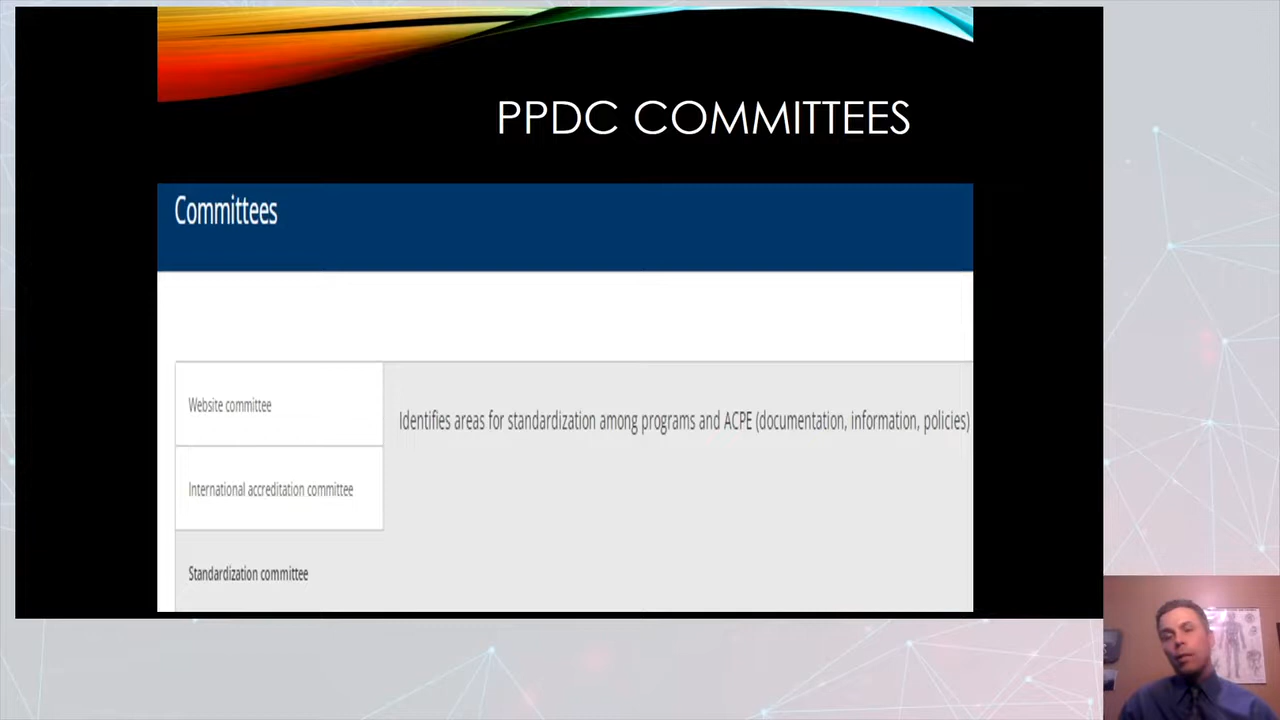 PPDC COMMITTEES
Committees
Website committee
Identifies areas for standardization among programs and ACPE (documentation, information, policies)
International accreditation committee
Standardization committee